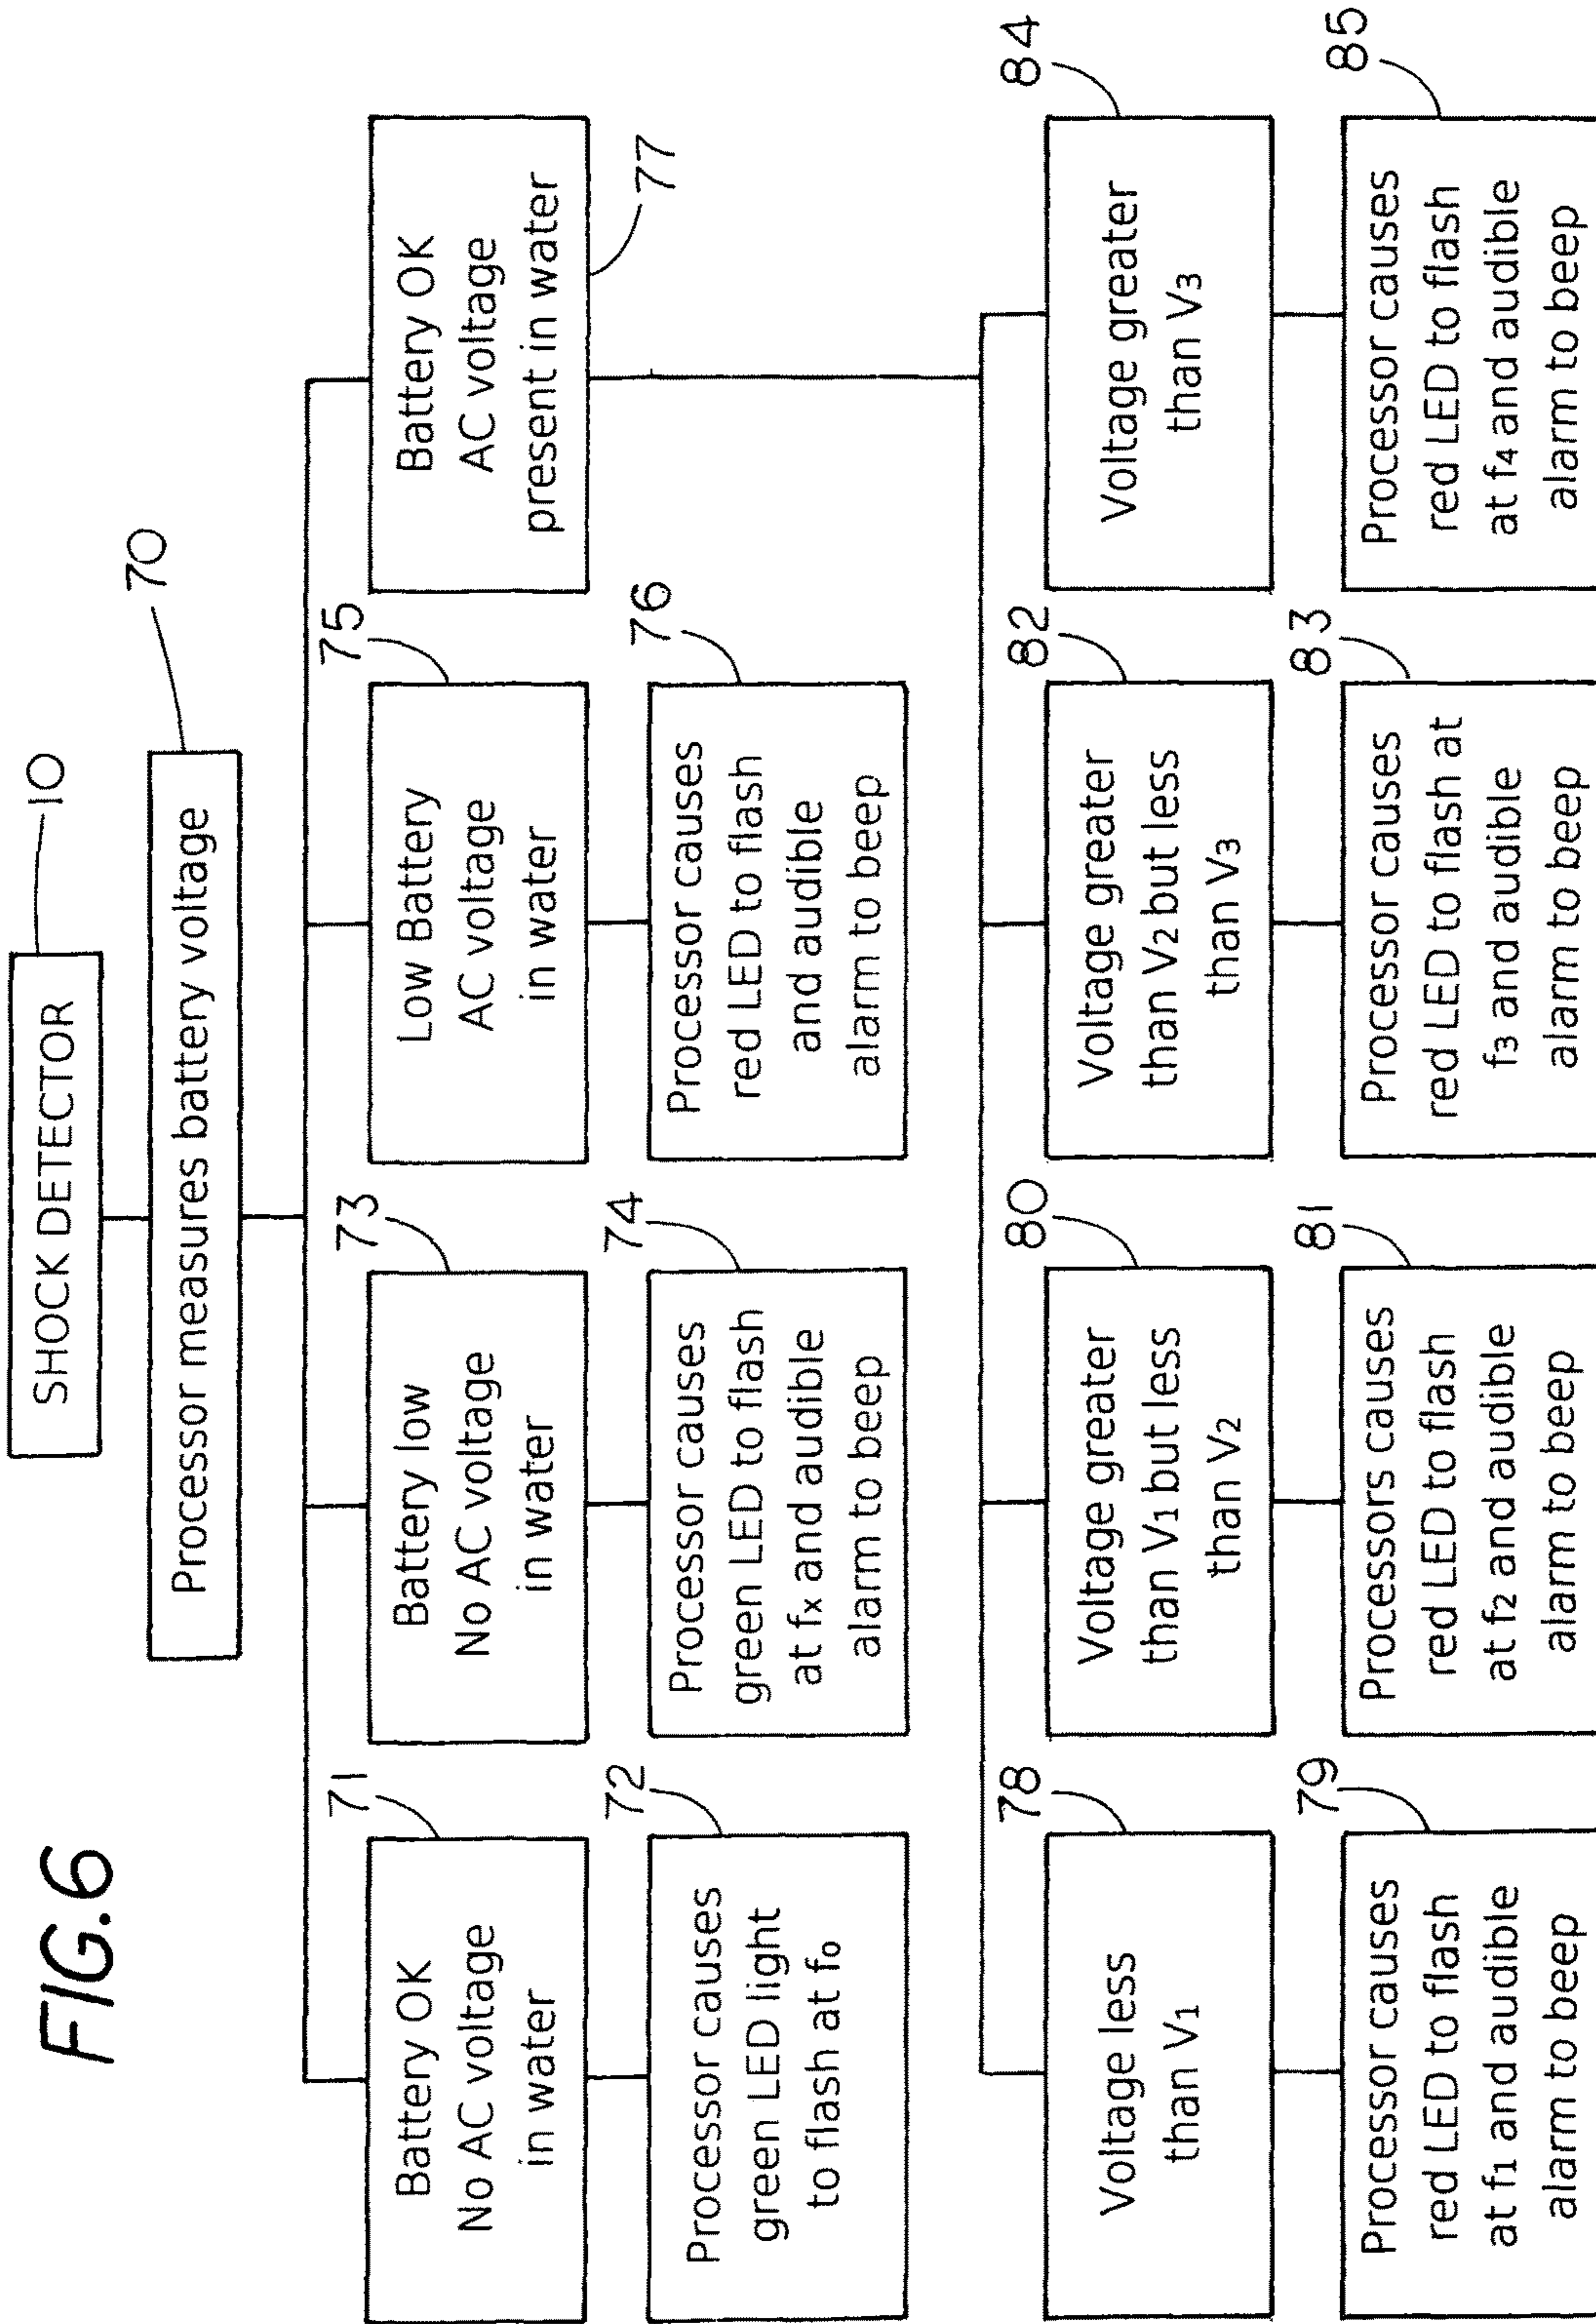 FIG.6
SHOCK DETECTOR
10
Processor measures battery voltage
70
71
Battery OK
No AC voltage
in water
73
Battery low
No AC voltage
in water
75
Low Battery
AC voltage
in water
Battery OK
AC voltage
present in water
77
72
Processor causes
green LED light
to flash at f₀
74
Processor causes
green LED to flash
at fx and audible
alarm to beep
76
Processor causes
red LED to flash
and audible
alarm to beep
78
Voltage less
than V₁
80
Voltage greater
than V₁ but less
than V₂
82
Voltage greater
than V₂ but less
than V₃
84
Voltage greater
than V₃
79
Processor causes
red LED to flash
at f₁ and audible
alarm to beep
81
Processors causes
red LED to flash
at f₂ and audible
alarm to beep
83
Processor causes
red LED to flash at
f₃ and audible
alarm to beep
85
Processor causes
red LED to flash
at f₄ and audible
alarm to beep